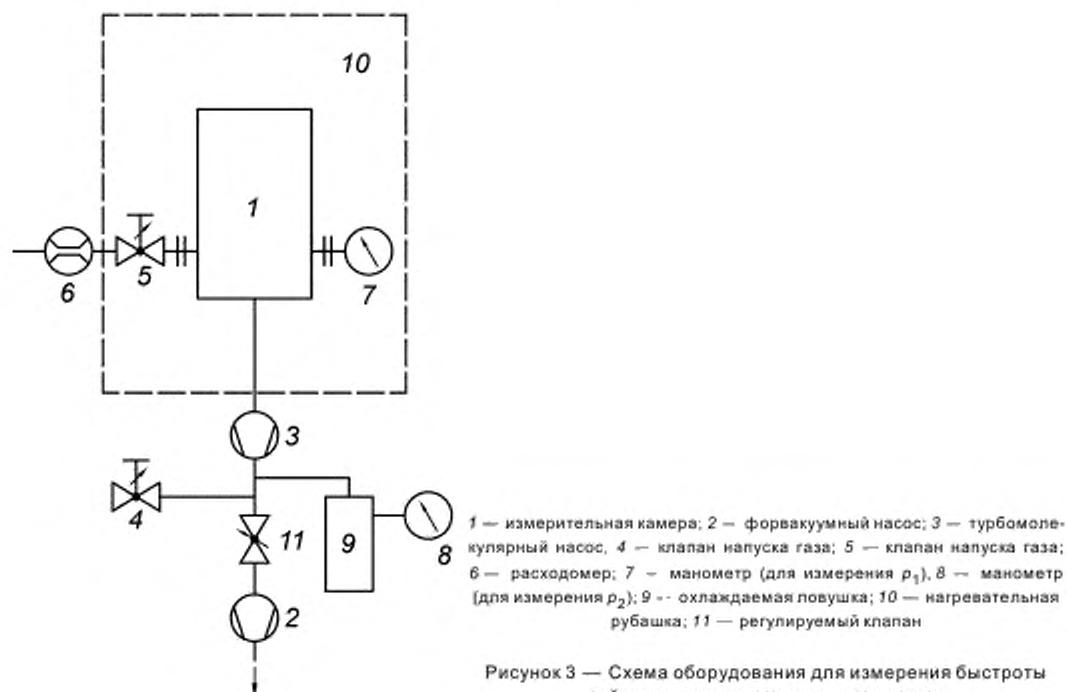 10
1
5
6
7
3
4
11
9
8
2
1 — измерительная камера; 2 – форвакуумный насос; 3 – турбомоле-
кулярный насос, 4 — клапан напуска газа; 5 — клапан напуска газа;
6 — расходомер; 7 – манометр (для измерения p1), 8 — манометр
(для измерения p2); 9 -- охлаждаемая ловушка; 10 — нагревательная
рубашка; 11 — регулируемый клапан
Рисунок 3 — Схема оборудования для измерения быстроты